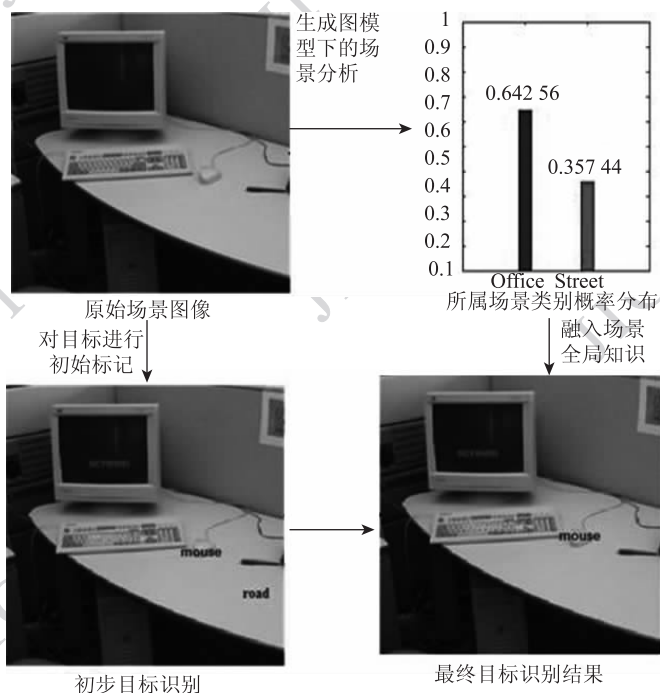 生成图模
型下的场
景分析
1
0.9
0.8
0.7
0.6
0.5
0.4
0.3
0.2
0.1
0.642 56
0.357 44
Office Street
原始场景图像
所属场景类别概率分布
对目标进行
初始标记
融入场景
全局知识
mouse
road
mouse
初步目标识别
最终目标识别结果